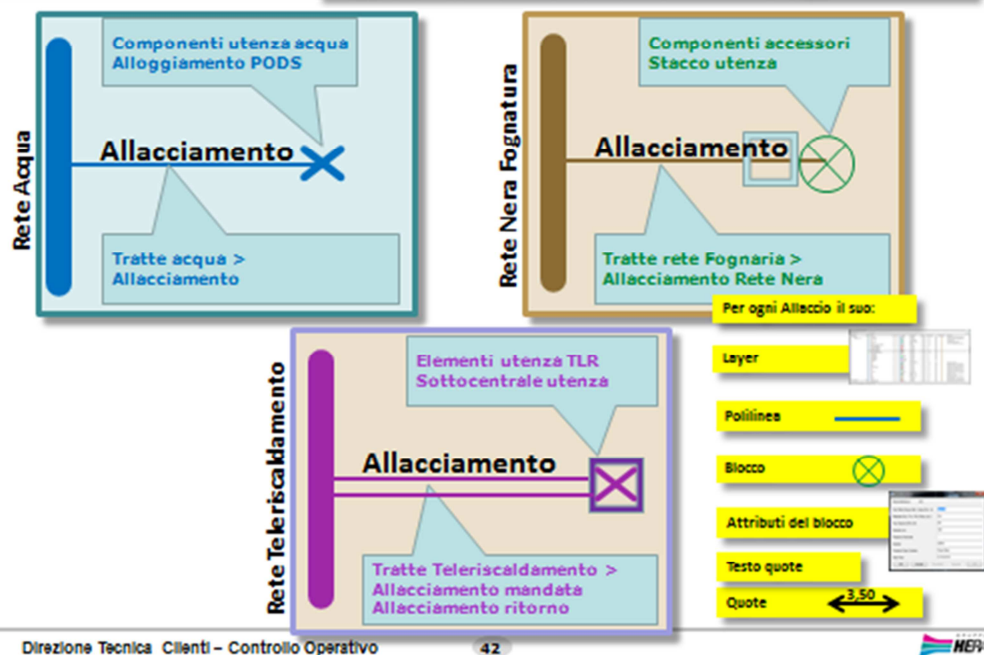 Rete Acqua
Componenti utenza acqua
Alloggiamento PODS
Allacciamento
Tratte acqua >
Allacciamento
Rete Nera Fognatura
Componenti accessori
Stacco utenza
Allacciamento
Tratte rete Fognaria >
Allacciamento Rete Nera
Rete Teleriscaldamento
Elementi utenza TLR
Sottocentrale utenza
Allacciamento
Tratte Teleriscaldamento >
Allacciamento mandata
Allacciamento ritorno
Per ogni Allaccio il suo:
Layer
Polilinea
Blocco
Attributi del blocco
Testo quote
Quote
3,50
Direzione Tecnica Clienti – Controllo Operativo
42